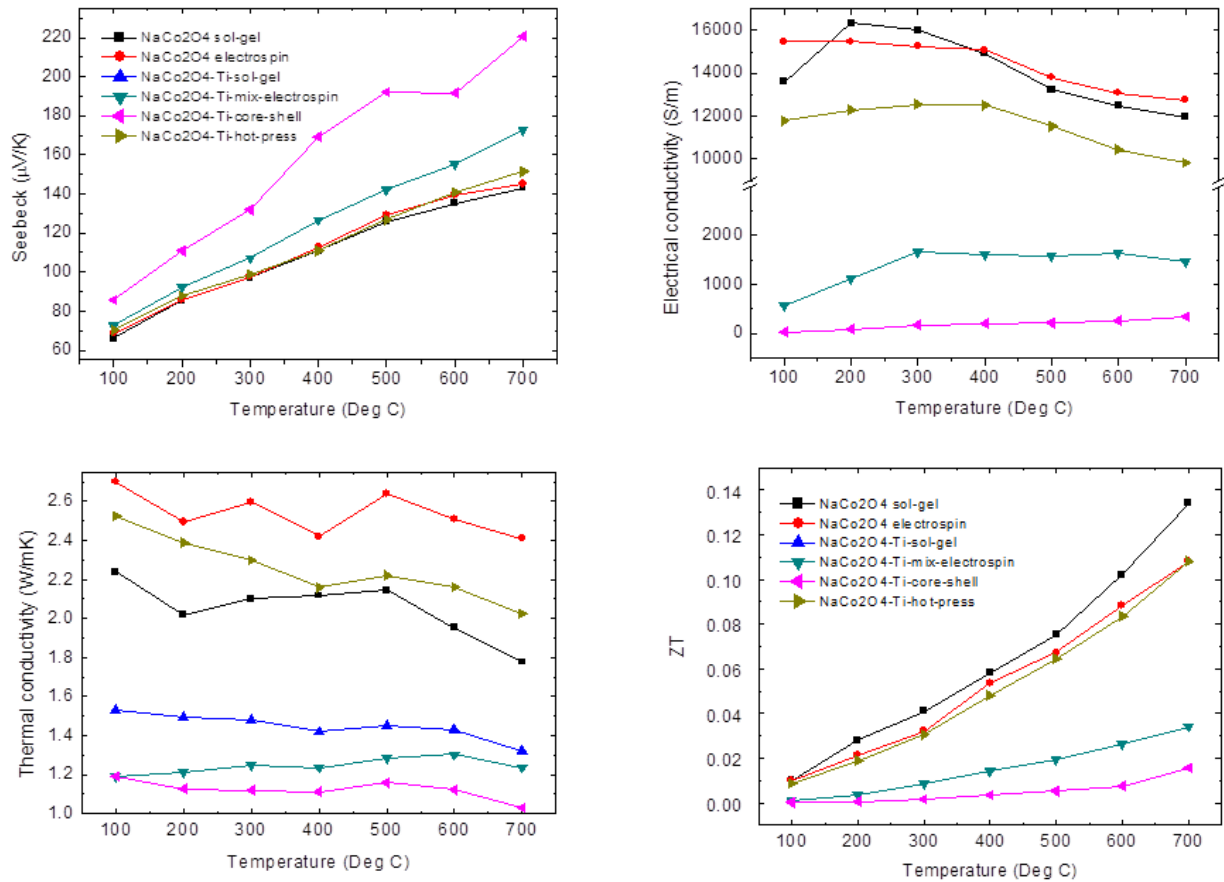 220
200
180
160
140
120
100
80
60
Seebeck (μV/K)
NaCo2O4 sol-gel
NaCo2O4 electrospin
NaCo2O4-Ti-sol-gel
NaCo2O4-Ti-mix-electrospin
NaCo2O4-Ti-core-shell
NaCo2O4-Ti-hot-press
100 200 300 400 500 600 700
Temperature (Deg C)
16000
14000
12000
10000
2000
1000
0
Electrical conductivity (S/m)
100 200 300 400 500 600 700
Temperature (Deg C)
2.6
2.4
2.2
2.0
1.8
1.6
1.4
1.2
1.0
Thermal conductivity (W/mK)
100 200 300 400 500 600 700
Temperature (Deg C)
0.14
0.12
0.10
0.08
0.06
0.04
0.02
0.00
ZT
NaCo2O4 sol-gel
NaCo2O4 electrospin
NaCo2O4-Ti-sol-gel
NaCo2O4-Ti-mix-electrospin
NaCo2O4-Ti-core-shell
NaCo2O4-Ti-hot-press
100 200 300 400 500 600 700
Temperature (Deg C)